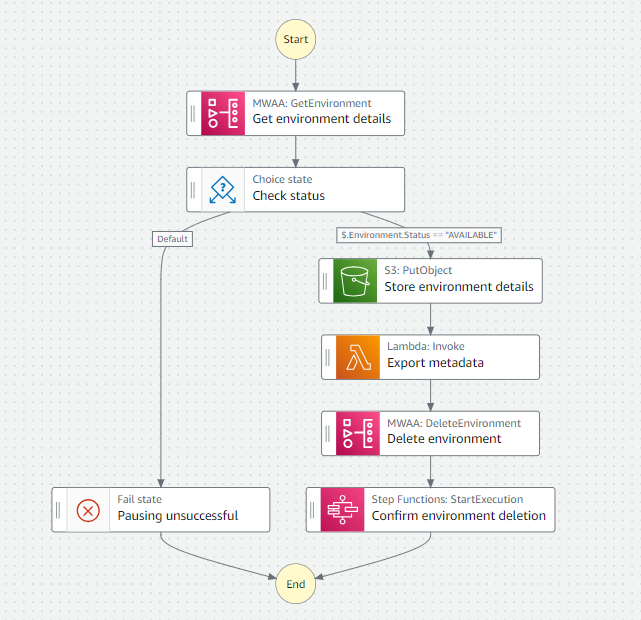 Start
MWAA: GetEnvironment
Get environment details
Choice state
Check status
Default
$.Environment.Status == "AVAILABLE"
S3: PutObject
Store environment details
Lambda: Invoke
Export metadata
MWAA: DeleteEnvironment
Delete environment
Fail state
Pausing unsuccessful
Step Functions: StartExecution
Confirm environment deletion
End